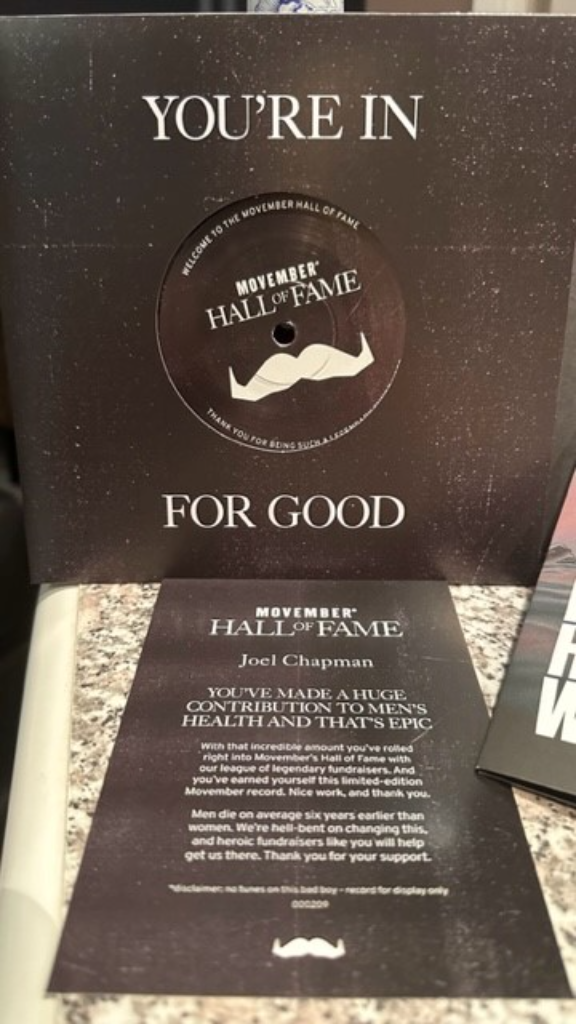 YOU'RE IN
WELCOME TO THE MOVEMBER HALL OF FAME
MOVEMBER®
HALL OF FAME
THANK YOU FOR BEING SUCH A
FOR GOOD
MOVEMBER®
HALL OF FAME
Joel Chapman
YOU'VE MADE A HUGE
CONTRIBUTION TO MEN'S
HEALTH AND THAT'S EPIC
With that incredible amount you've rolled
right into Movember's Hall of Fame with
our league of legendary fundraisers. And
you've earned yourself this limited-edition
Movember record. Nice work, and thank you.
Men die on average six years earlier than
women. We're hell-bent on changing this,
and heroic fundraisers like you will help
get us there. Thank you for your support.
*disclaimer: no tunes on this bad boy – record for display only
000209
H
W